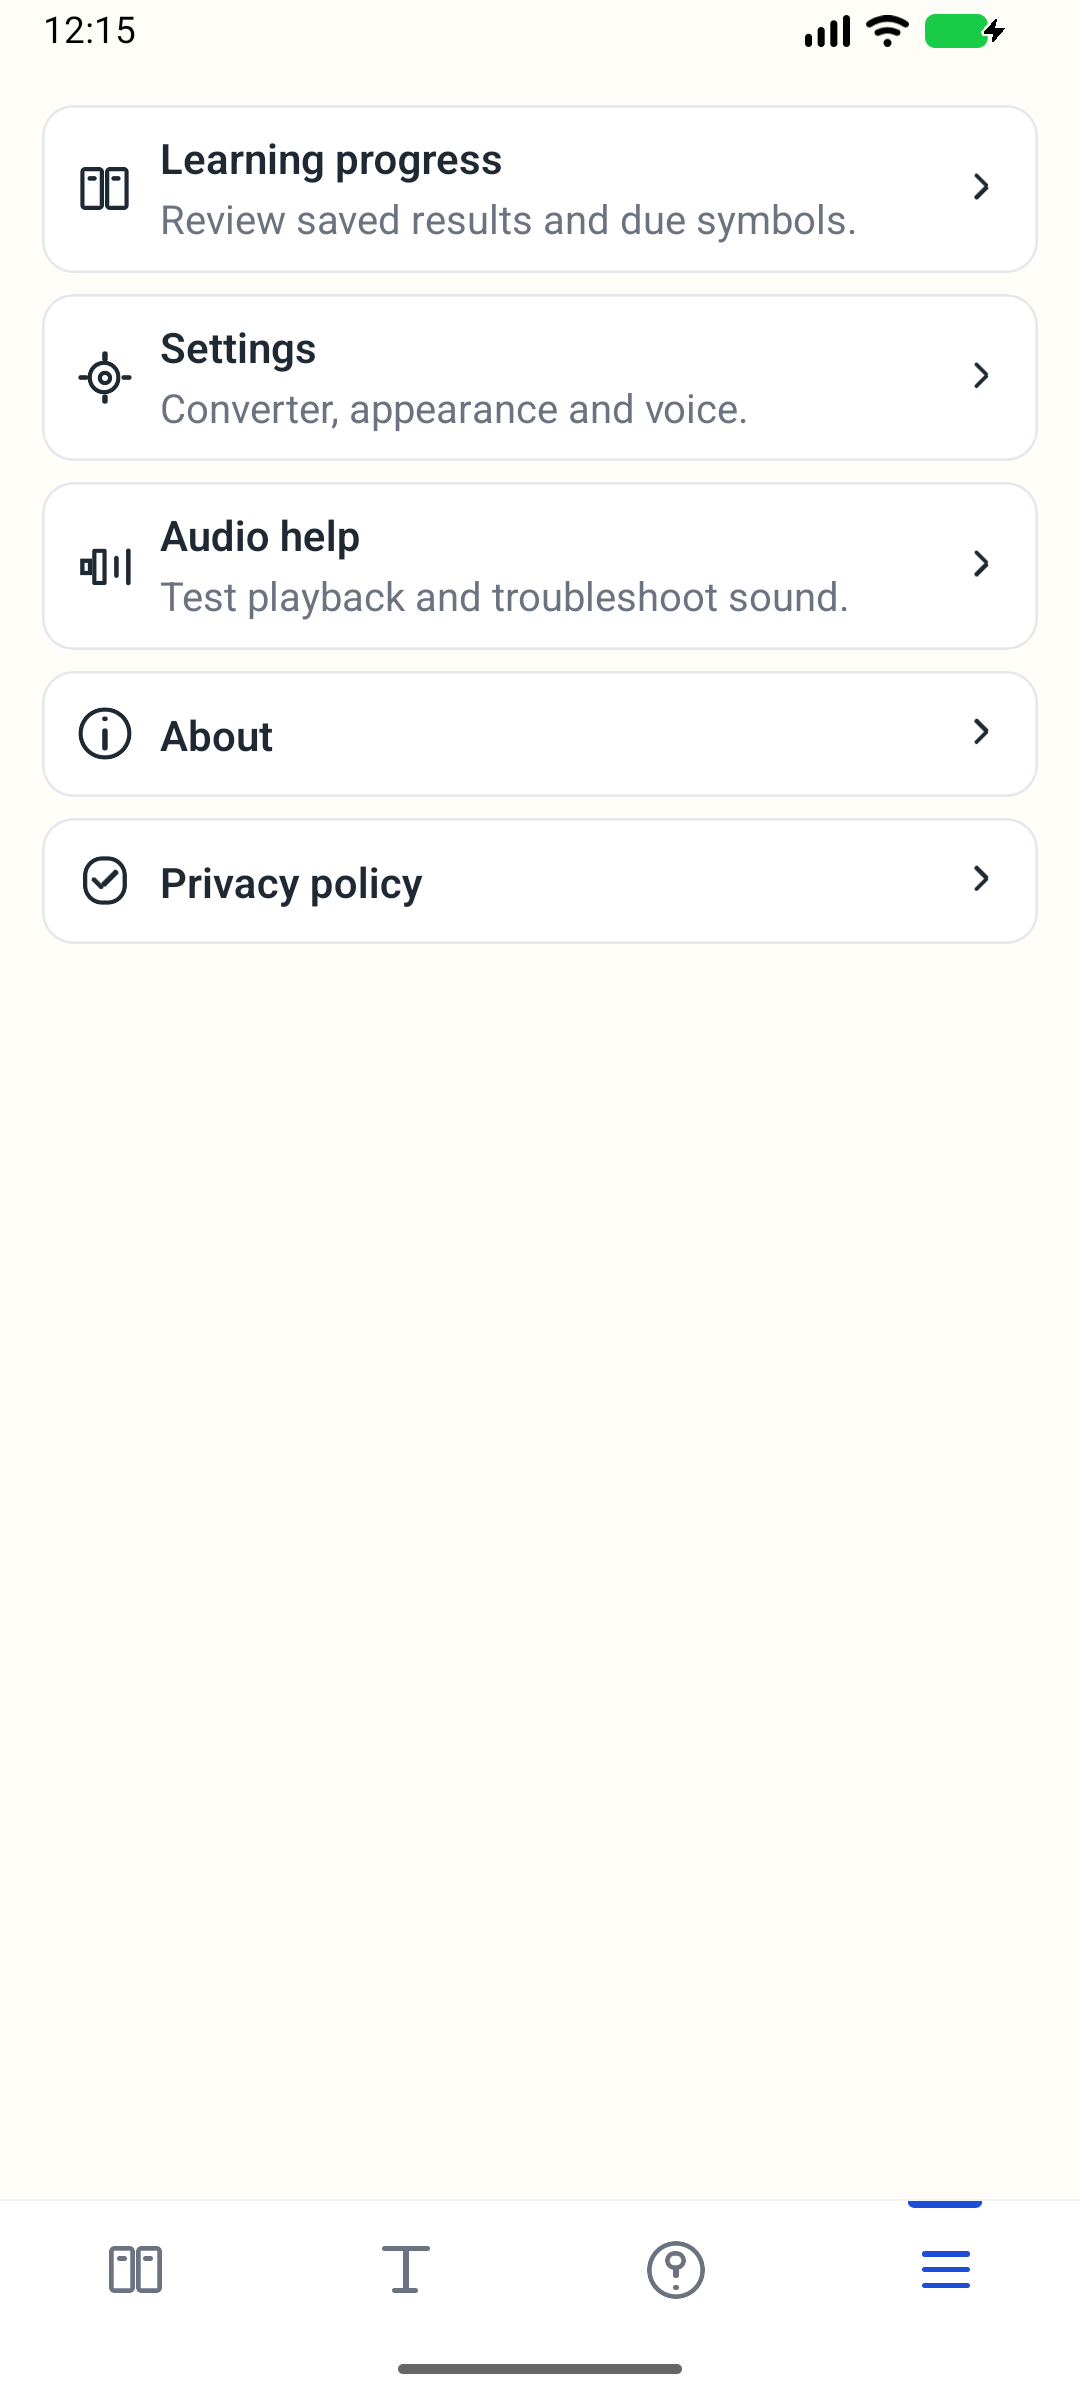 12:15
Learning progress
Review saved results and due symbols.
Settings
Converter, appearance and voice.
Audio help
Test playback and troubleshoot sound.
About
Privacy policy